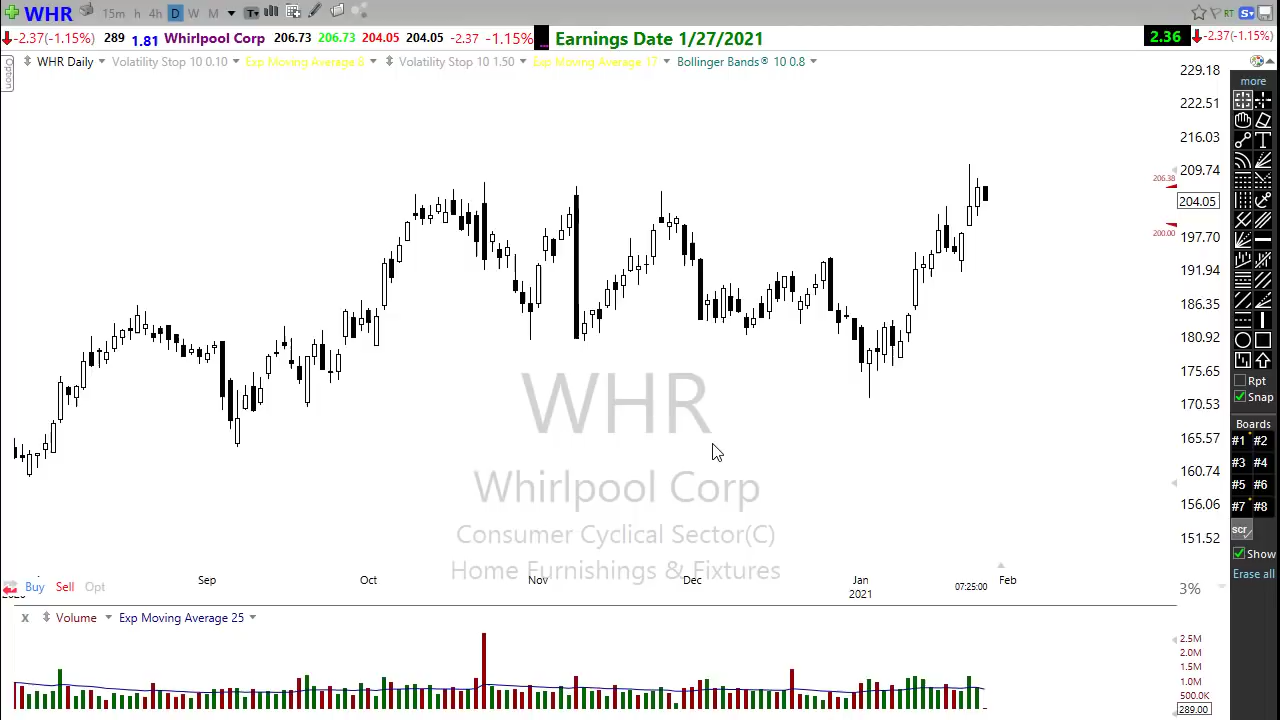 WHR 15m h 4h D W M T RT S
-2.37(-1.15%) 289 1.81 Whirlpool Corp 206.73 206.73 204.05 204.05 -2.37 -1.15% Earnings Date 1/27/2021 2.36 -2.37(-1.15%)
Option
WHR Daily Volatility Stop 10 0.10 Exp Moving Average 8 Volatility Stop 10 1.50 Exp Moving Average 17 Bollinger Bands® 10 0.8
229.18
222.51
216.03
209.74
206.38
204.05
200.00
197.70
191.94
186.35
180.92
175.65
170.53
165.57
160.74
156.06
151.52
WHR
Whirlpool Corp
Consumer Cyclical Sector(C)
Home Furnishings & Fixtures
Sep Oct Nov Dec Jan Feb
2021
07:25:00
Buy Sell Opt
3%
x Volume Exp Moving Average 25
2.5M
2.0M
1.5M
1.0M
500.0K
289.00
more
Rpt
Snap
Boards
#1 #2
#3 #4
#5 #6
#7 #8
scr
Show
Erase all